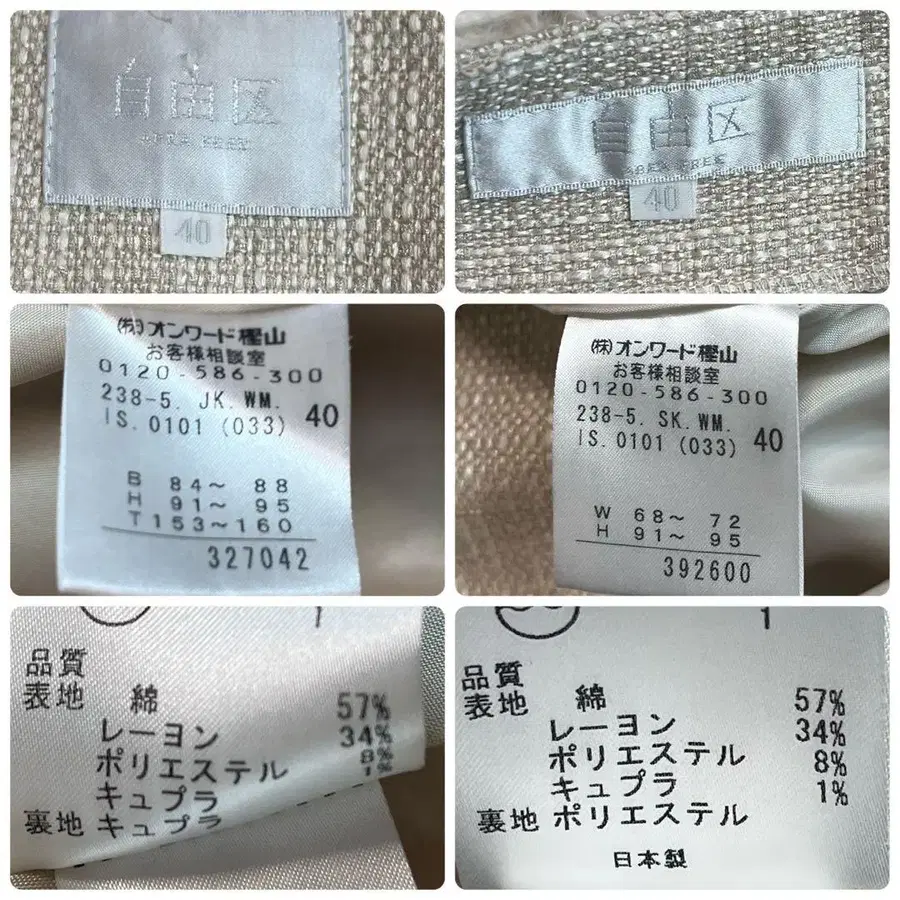 自由区
AREA FREE
40
自由区
AREA FREE
40
㈱オンワード樫山
お客様相談室
0120-586-300
238-5. JK.WM.
IS.0101 (033) 40
B 84～ 88
H 91～ 95
T 153～160
327042
㈱オンワード樫山
お客様相談室
0120-586-300
238-5. SK.WM.
IS.0101 (033) 40
W 68～ 72
H 91～ 95
392600
1
品質
表地 綿 57%
レーヨン 34%
ポリエステル 8%
キュプラ 1%
裏地 キュプラ
1
品質
表地 綿 57%
レーヨン 34%
ポリエステル 8%
キュプラ 1%
裏地 ポリエステル
日本製